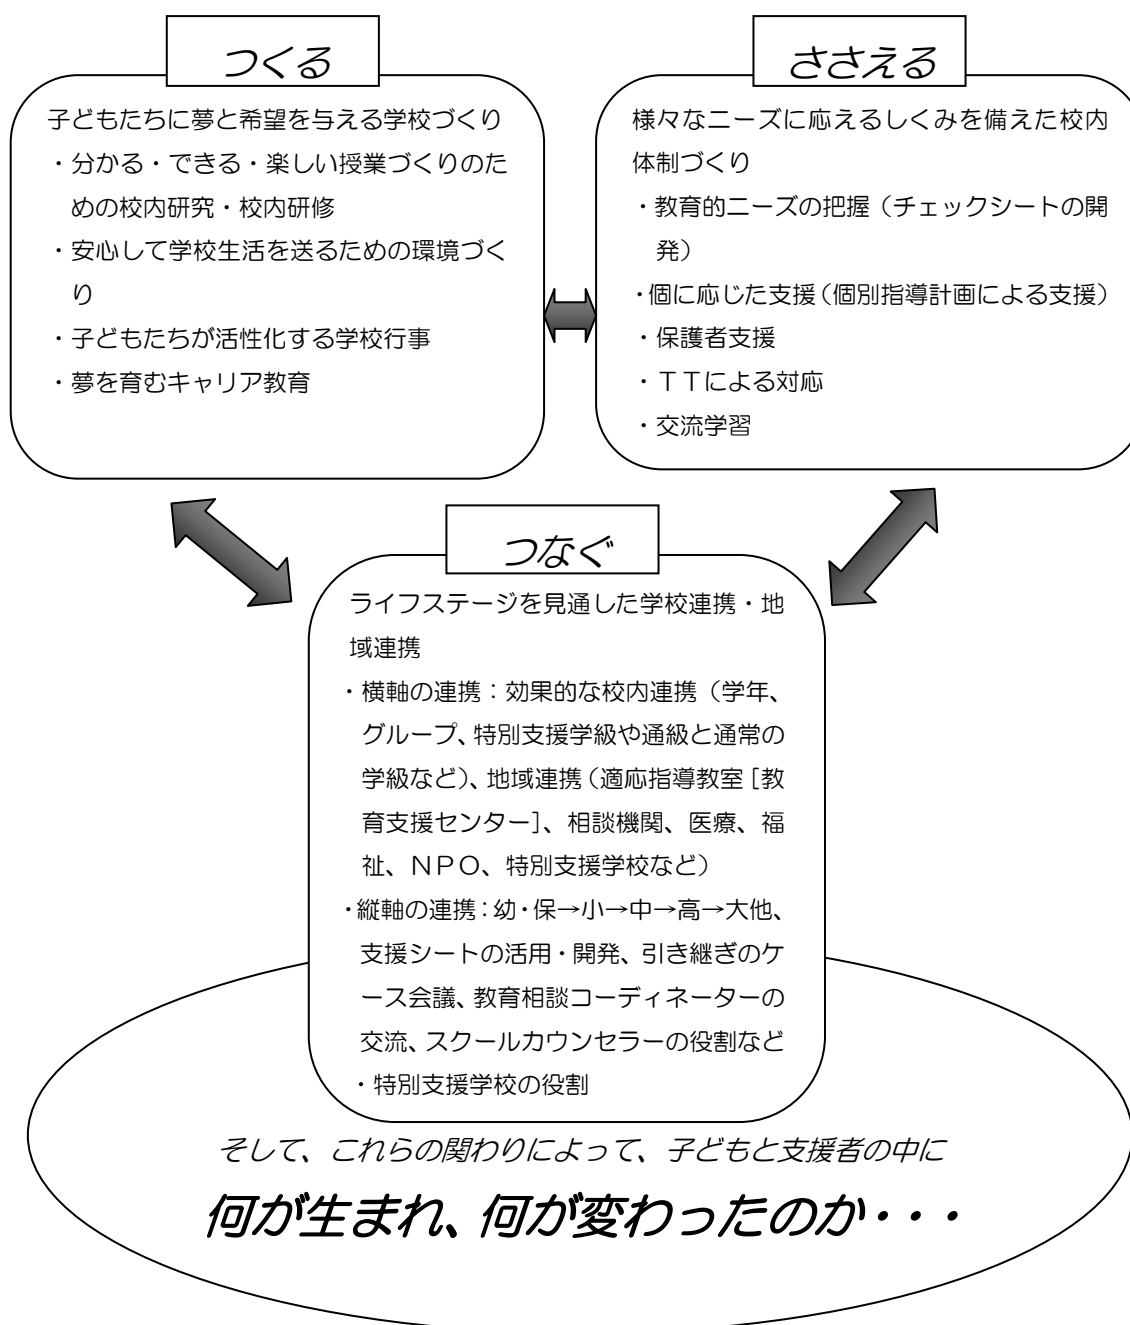 つくる
子どもたちに夢と希望を与える学校づくり
・分かる・できる・楽しい授業づくりのた
めの校内研究・校内研修
・安心して学校生活を送るための環境づく
り
・子どもたちが活性化する学校行事
・夢を育むキャリア教育
ささえる
様々なニーズに応えるしくみを備えた校内
体制づくり
・教育的ニーズの把握（チェックシートの開
発）
・個に応じた支援（個別指導計画による支援）
・保護者支援
・ＴＴによる対応
・交流学習
つなぐ
ライフステージを見通した学校連携・地
域連携
・横軸の連携：効果的な校内連携（学年、
グループ、特別支援学級や通級と通常の
学級など）、地域連携（適応指導教室［教
育支援センター］、相談機関、医療、福
祉、ＮＰＯ、特別支援学校など）
・縦軸の連携：幼・保→小→中→高→大他、
支援シートの活用・開発、引き継ぎのケ
ース会議、教育相談コーディネーターの
交流、スクールカウンセラーの役割など
・特別支援学校の役割
そして、これらの関わりによって、子どもと支援者の中に
何が生まれ、何が変わったのか・・・